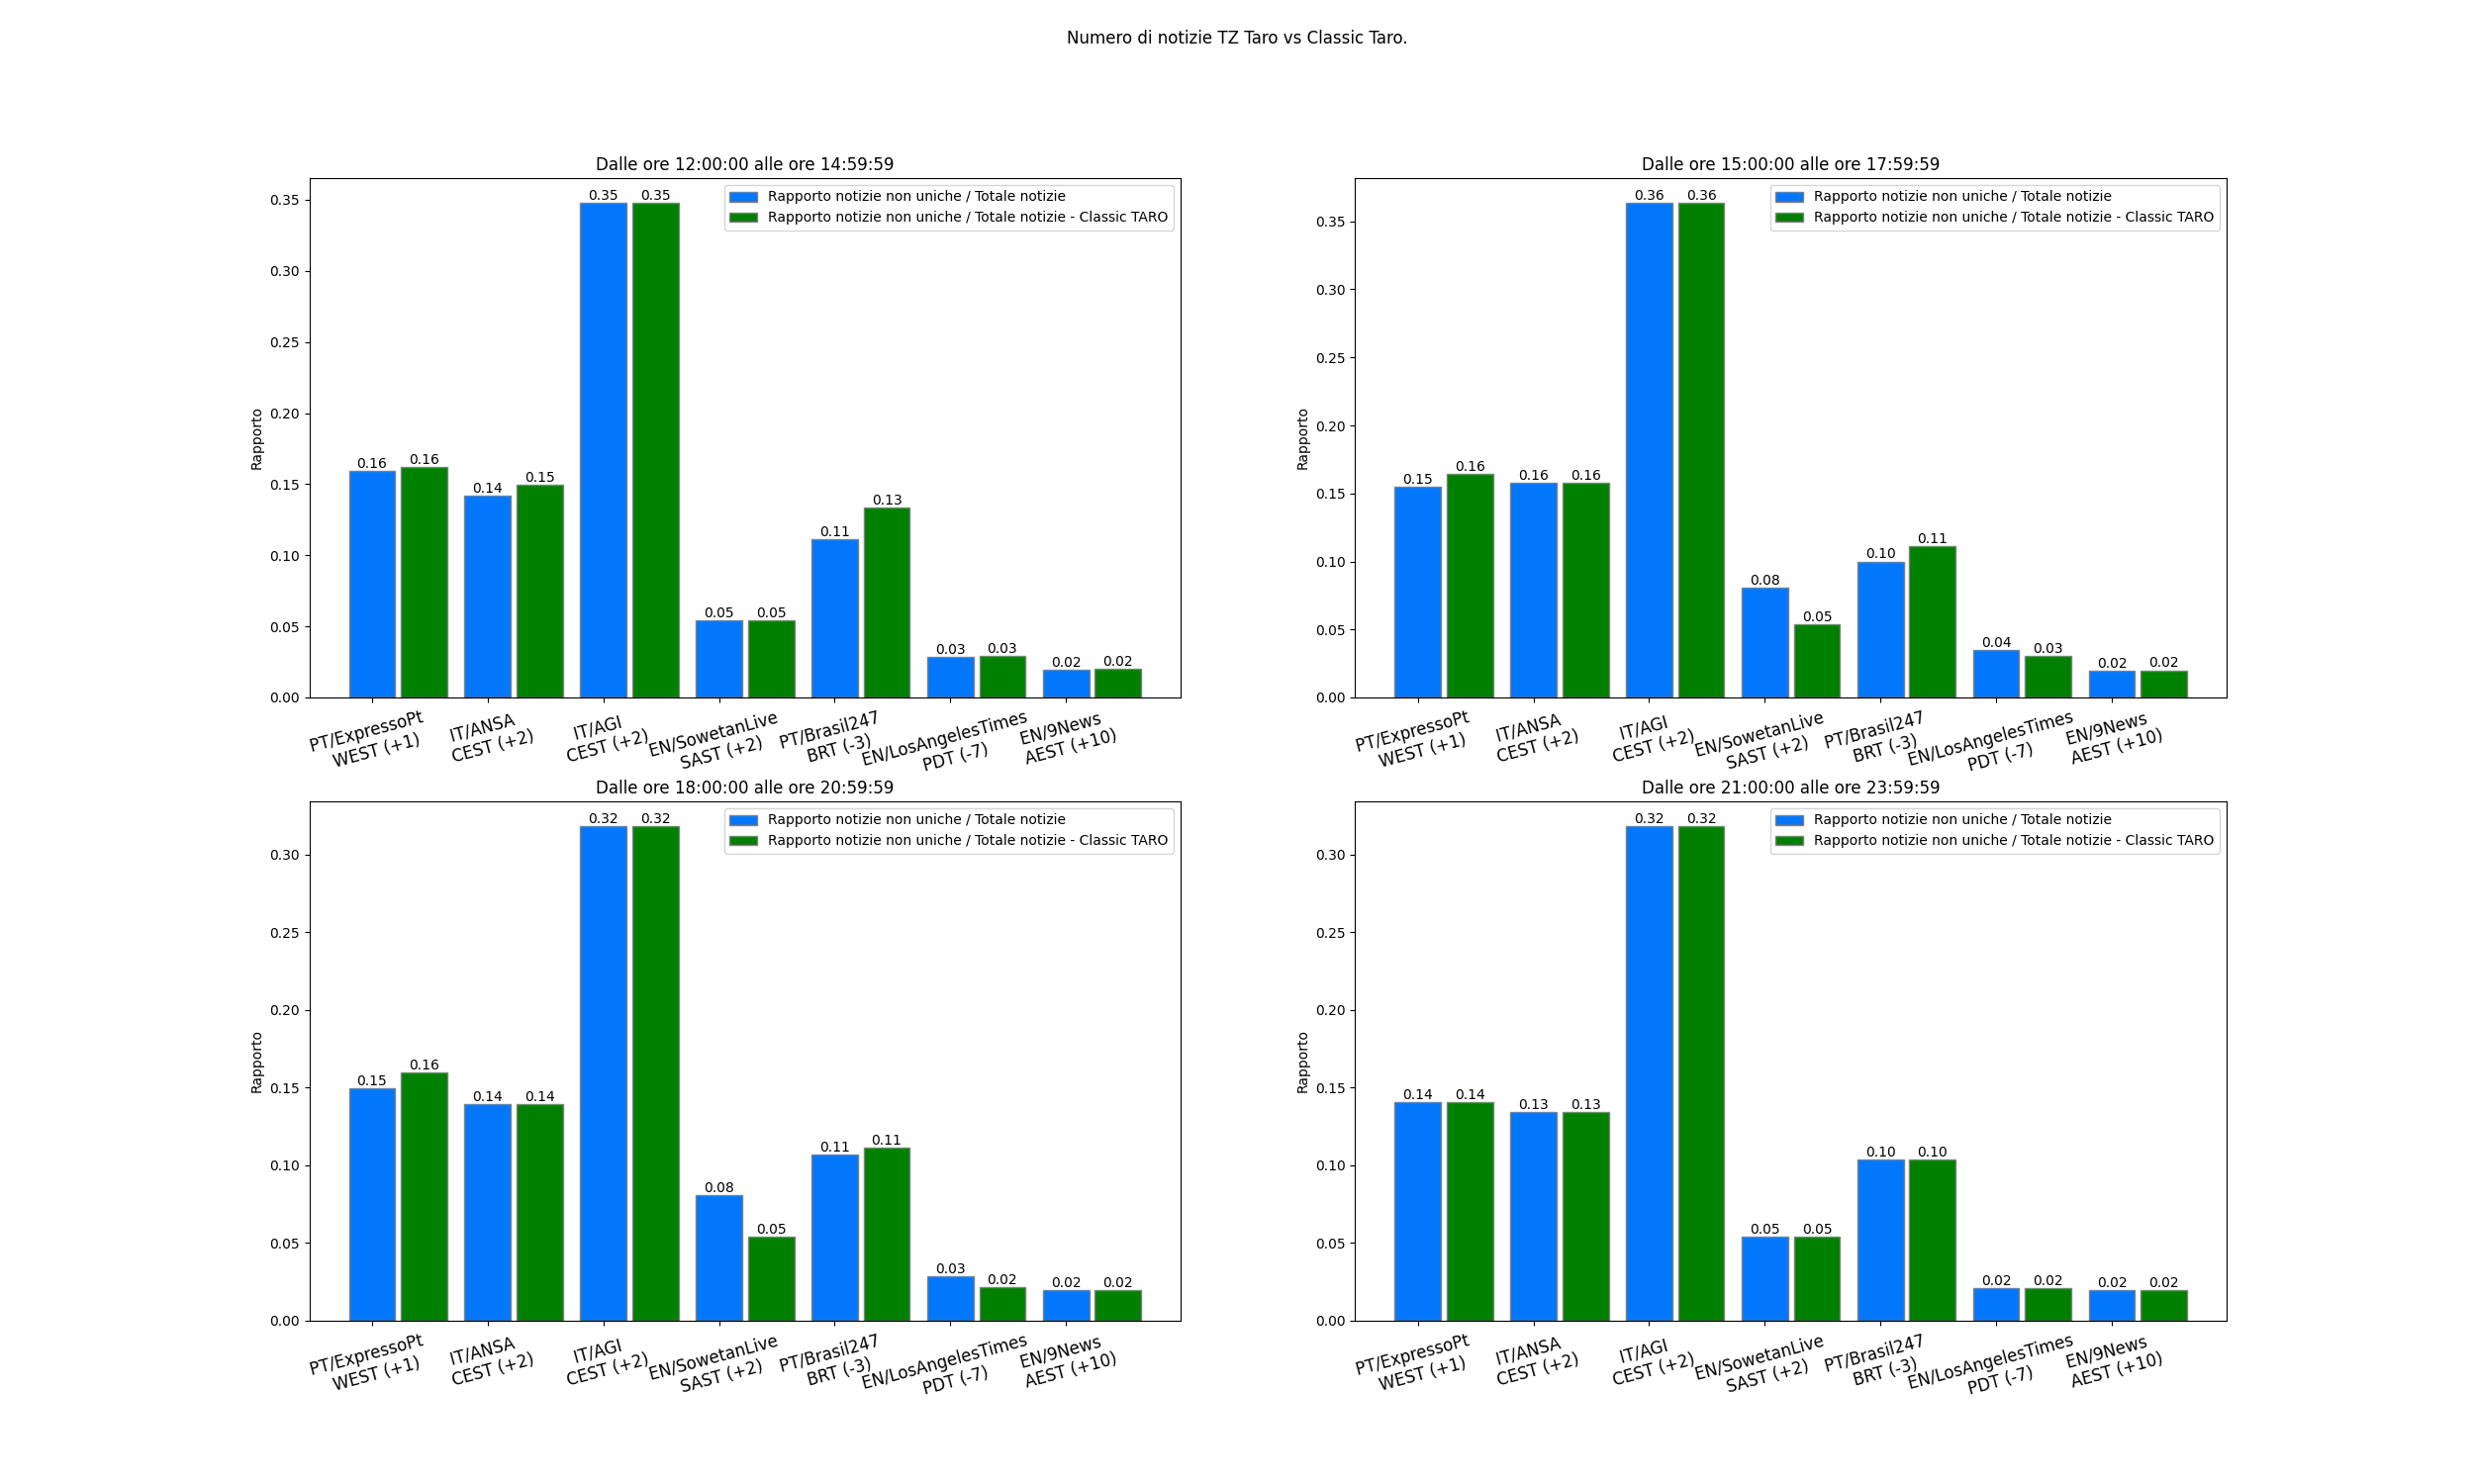 Numero di notizie TZ Taro vs Classic Taro.
Dalle ore 12:00:00 alle ore 14:59:59
Rapporto notizie non uniche / Totale notizie
Rapporto notizie non uniche / Totale notizie - Classic TARO
Rapporto
0.35
0.30
0.25
0.20
0.15
0.10
0.05
0.00
0.16 0.16 0.14 0.15 0.35 0.35 0.05 0.05 0.11 0.13 0.03 0.03 0.02 0.02
PT/ExpressoPt
WEST (+1)
IT/ANSA
CEST (+2)
IT/AGI
CEST (+2)
EN/SowetanLive
SAST (+2)
PT/Brasil247
BRT (-3)
EN/LosAngelesTimes
PDT (-7)
EN/9News
AEST (+10)
Dalle ore 15:00:00 alle ore 17:59:59
Rapporto notizie non uniche / Totale notizie
Rapporto notizie non uniche / Totale notizie - Classic TARO
Rapporto
0.35
0.30
0.25
0.20
0.15
0.10
0.05
0.00
0.15 0.16 0.16 0.16 0.36 0.36 0.08 0.05 0.10 0.11 0.04 0.03 0.02 0.02
PT/ExpressoPt
WEST (+1)
IT/ANSA
CEST (+2)
IT/AGI
CEST (+2)
EN/SowetanLive
SAST (+2)
PT/Brasil247
BRT (-3)
EN/LosAngelesTimes
PDT (-7)
EN/9News
AEST (+10)
Dalle ore 18:00:00 alle ore 20:59:59
Rapporto notizie non uniche / Totale notizie
Rapporto notizie non uniche / Totale notizie - Classic TARO
Rapporto
0.30
0.25
0.20
0.15
0.10
0.05
0.00
0.15 0.16 0.14 0.14 0.32 0.32 0.08 0.05 0.11 0.11 0.03 0.02 0.02 0.02
PT/ExpressoPt
WEST (+1)
IT/ANSA
CEST (+2)
IT/AGI
CEST (+2)
EN/SowetanLive
SAST (+2)
PT/Brasil247
BRT (-3)
EN/LosAngelesTimes
PDT (-7)
EN/9News
AEST (+10)
Dalle ore 21:00:00 alle ore 23:59:59
Rapporto notizie non uniche / Totale notizie
Rapporto notizie non uniche / Totale notizie - Classic TARO
Rapporto
0.30
0.25
0.20
0.15
0.10
0.05
0.00
0.14 0.14 0.13 0.13 0.32 0.32 0.05 0.05 0.10 0.10 0.02 0.02 0.02 0.02
PT/ExpressoPt
WEST (+1)
IT/ANSA
CEST (+2)
IT/AGI
CEST (+2)
EN/SowetanLive
SAST (+2)
PT/Brasil247
BRT (-3)
EN/LosAngelesTimes
PDT (-7)
EN/9News
AEST (+10)